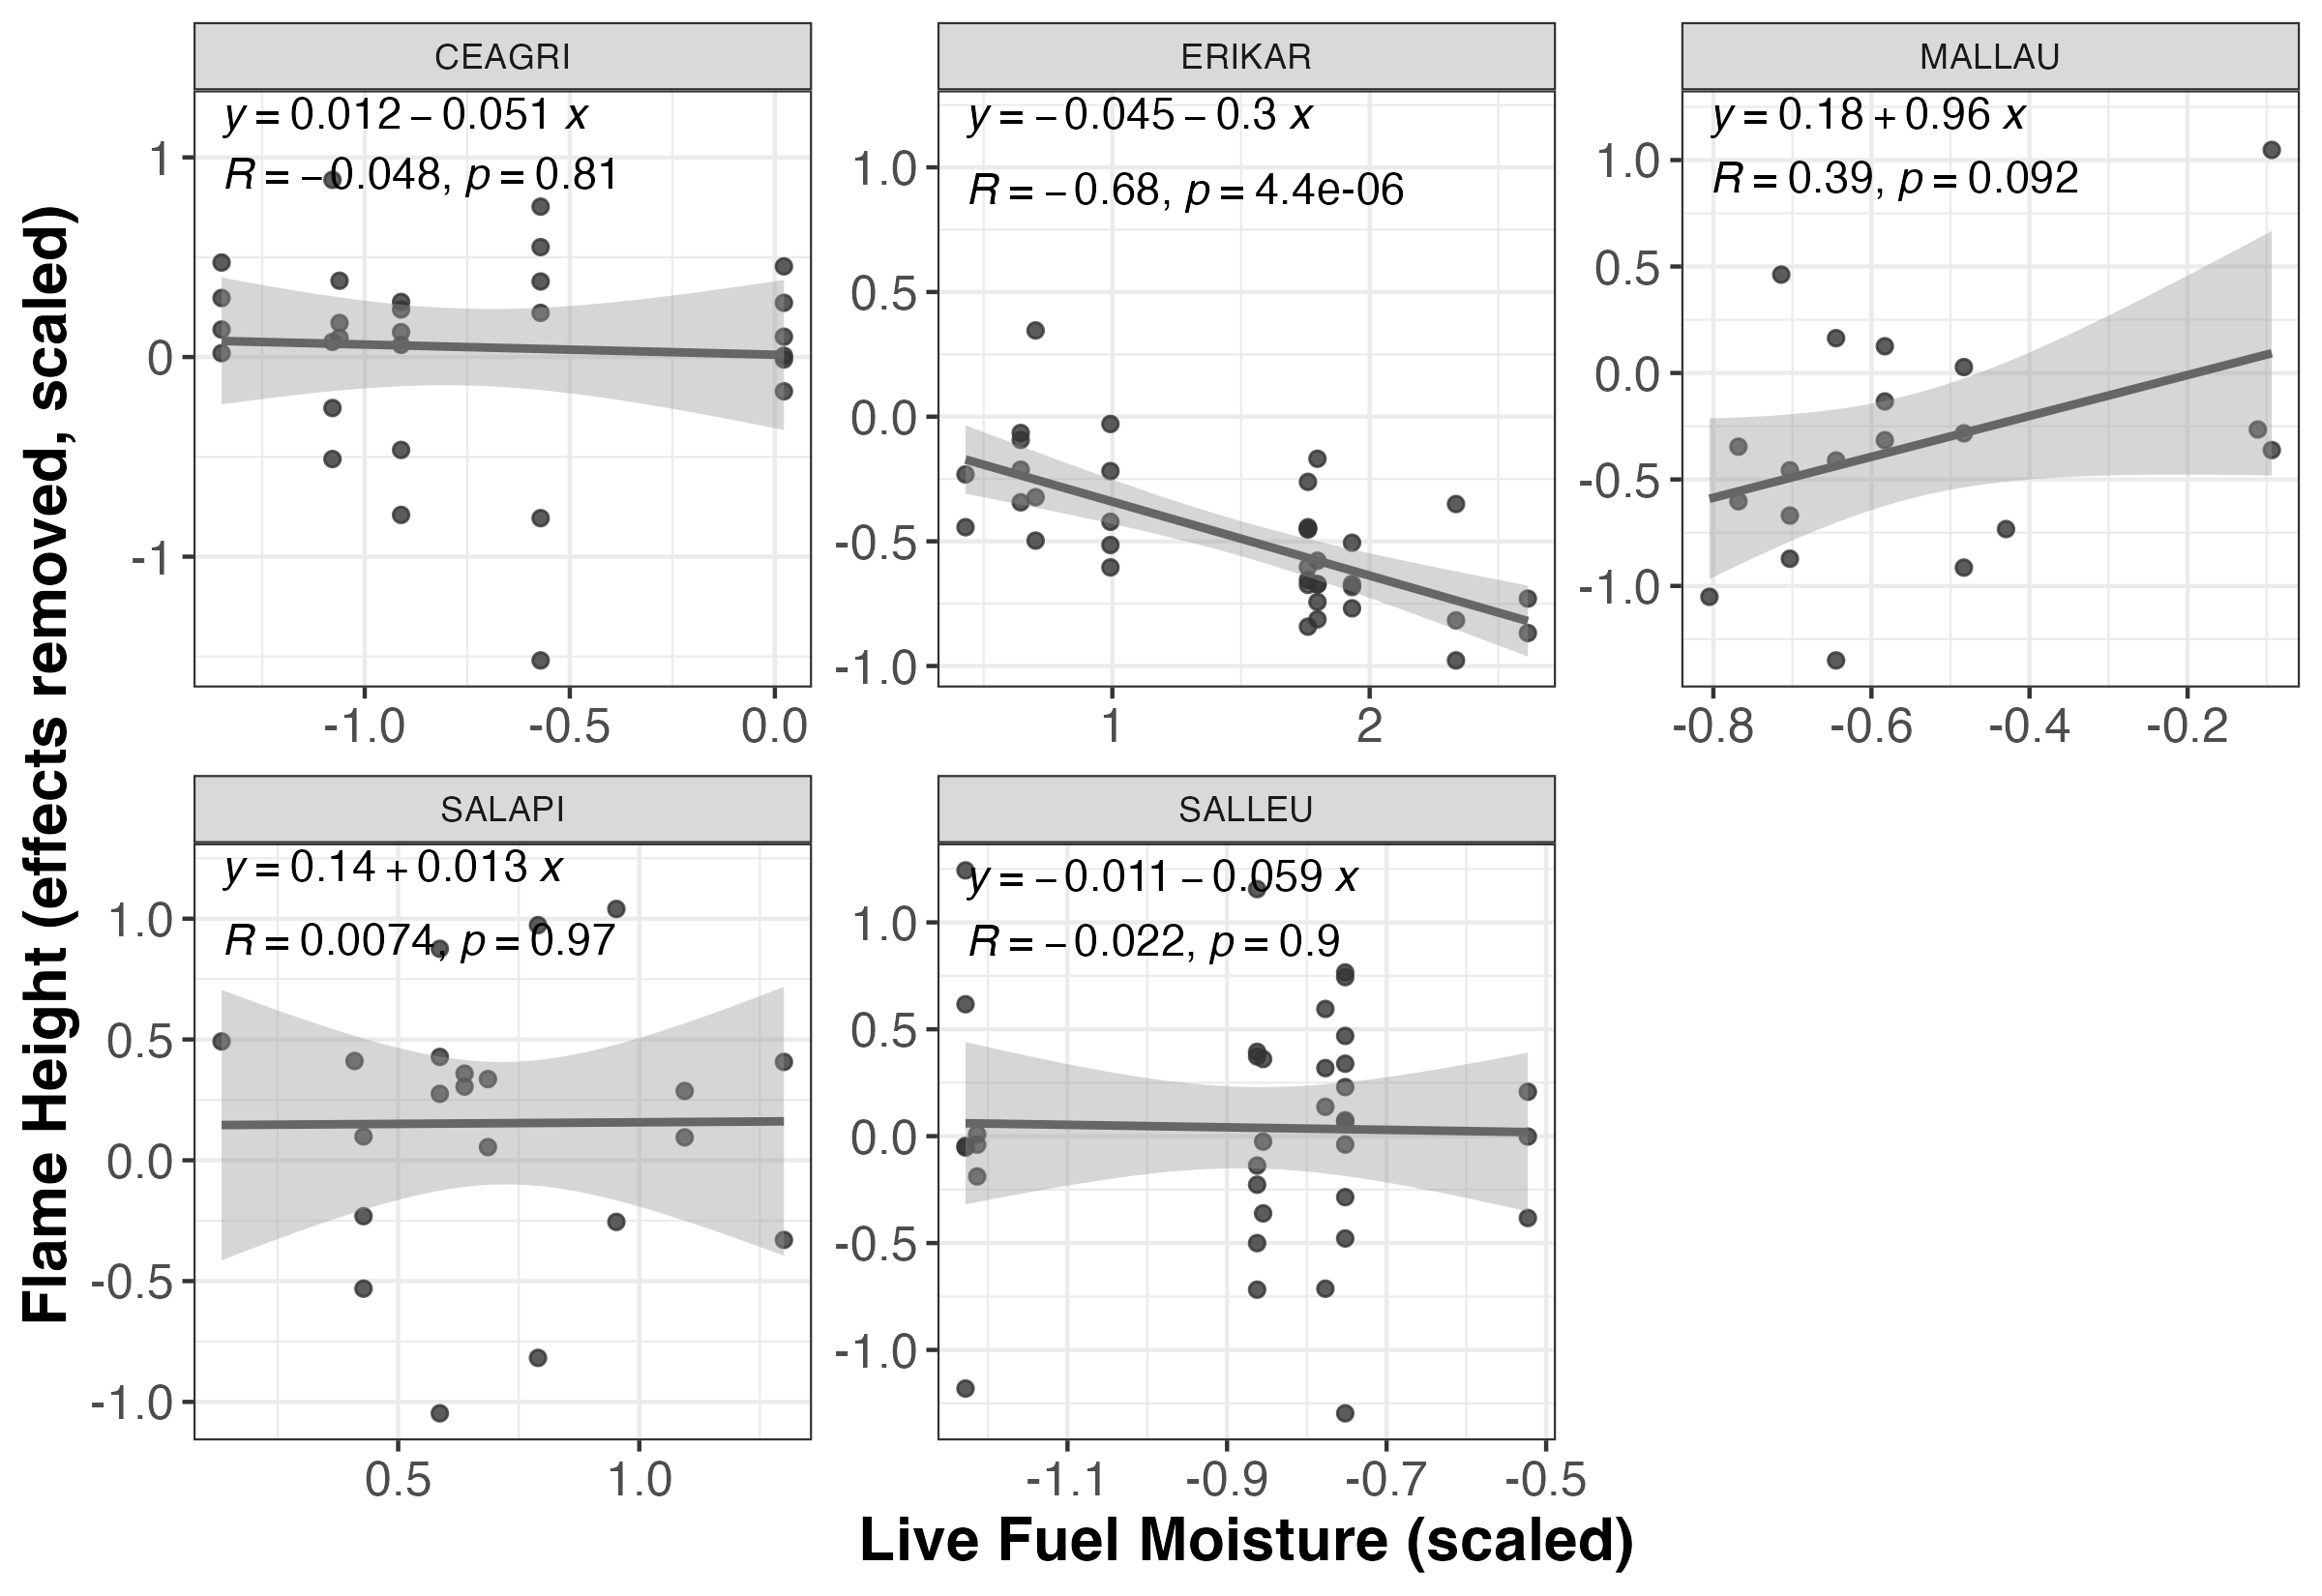 CEAGRI
y = 0.012 − 0.051 x
R = −0.048, p = 0.81
1
0
-1
-1.0 -0.5 0.0
ERIKAR
y = −0.045 − 0.3 x
R = −0.68, p = 4.4e-06
1.0
0.5
0.0
-0.5
-1.0
1 2
MALLAU
y = 0.18 + 0.96 x
R = 0.39, p = 0.092
1.0
0.5
0.0
-0.5
-1.0
-0.8 -0.6 -0.4 -0.2
SALAPI
y = 0.14 + 0.013 x
R = 0.0074, p = 0.97
1.0
0.5
0.0
-0.5
-1.0
0.5 1.0
SALLEU
y = −0.011 − 0.059 x
R = −0.022, p = 0.9
1.0
0.5
0.0
-0.5
-1.0
-1.1 -0.9 -0.7 -0.5
Flame Height (effects removed, scaled)
Live Fuel Moisture (scaled)